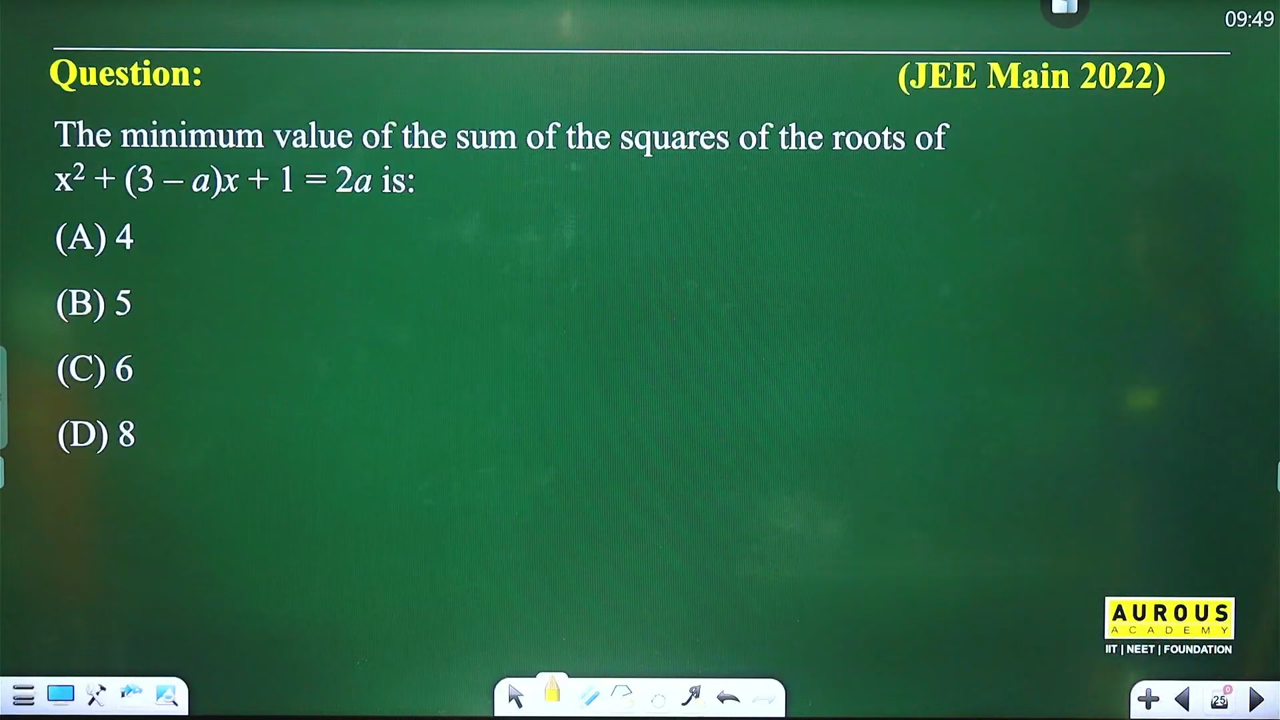 09:49
Question:
(JEE Main 2022)
The minimum value of the sum of the squares of the roots of
x² + (3 – a)x + 1 = 2a is:
(A) 4
(B) 5
(C) 6
(D) 8
AUROUS
ACADEMY
IIT | NEET | FOUNDATION
25
0